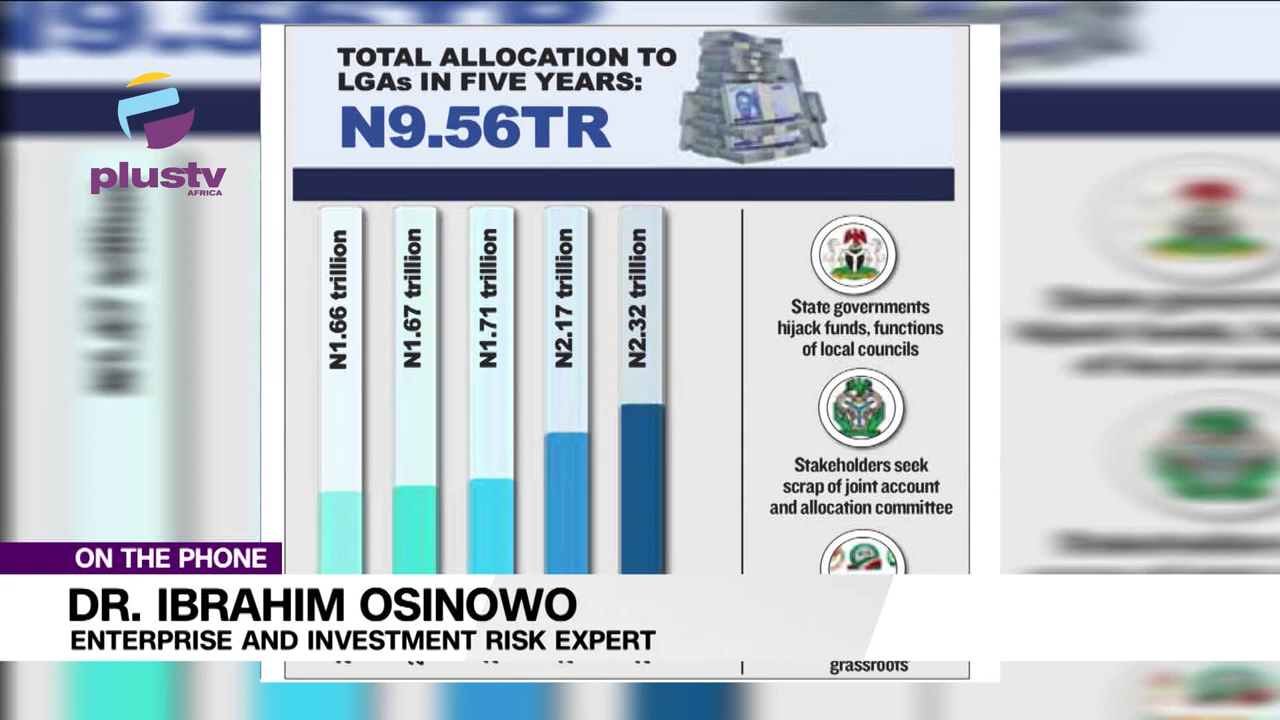 TOTAL ALLOCATION TO
LGAs IN FIVE YEARS:
N9.56TR
plustv
AFRICA
N1.66 trillion
N1.67 trillion
N1.71 trillion
N2.17 trillion
N2.32 trillion
State governments
hijack funds, functions
of local councils
Stakeholders seek
scrap of joint account
and allocation committee
grassroots
ON THE PHONE
DR. IBRAHIM OSINOWO
ENTERPRISE AND INVESTMENT RISK EXPERT